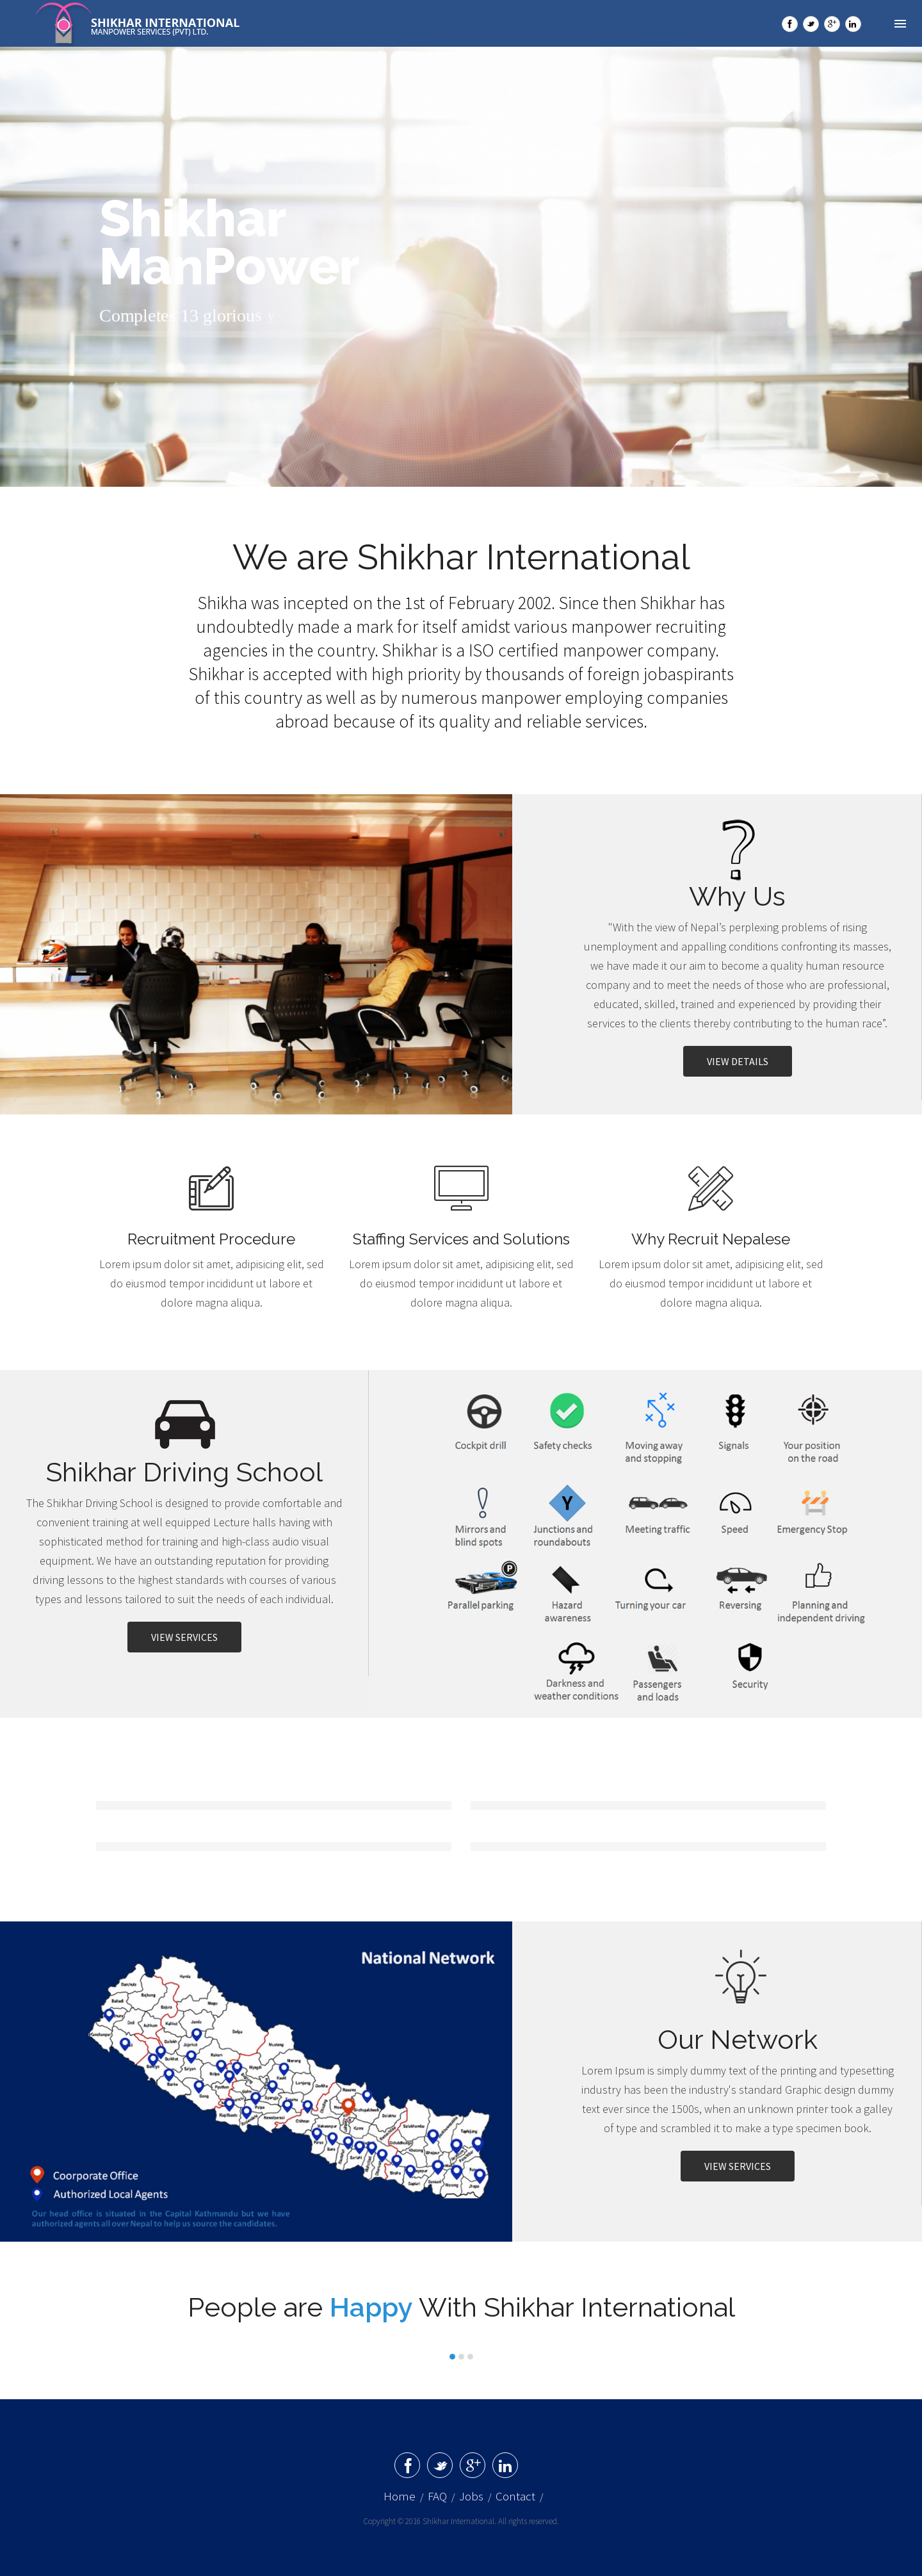 SHIKHAR INTERNATIONAL
MANPOWER SERVICES (PVT) LTD.
Shikhar
ManPower
Completes 13 glorious
We are Shikhar International
Shikha was incepted on the 1st of February 2002. Since then Shikhar has
undoubtedly made a mark for itself amidst various manpower recruiting
agencies in the country. Shikhar is a ISO certified manpower company.
Shikhar is accepted with high priority by thousands of foreign jobaspirants
of this country as well as by numerous manpower employing companies
abroad because of its quality and reliable services.
Why Us
"With the view of Nepal's perplexing problems of rising
unemployment and appalling conditions confronting its masses,
we have made it our aim to become a quality human resource
company and to meet the needs of those who are professional,
educated, skilled, trained and experienced by providing their
services to the clients thereby contributing to the human race".
VIEW DETAILS
Recruitment Procedure
Lorem ipsum dolor sit amet, adipisicing elit, sed
do eiusmod tempor incididunt ut labore et
dolore magna aliqua.
Staffing Services and Solutions
Lorem ipsum dolor sit amet, adipisicing elit, sed
do eiusmod tempor incididunt ut labore et
dolore magna aliqua.
Why Recruit Nepalese
Lorem ipsum dolor sit amet, adipisicing elit, sed
do eiusmod tempor incididunt ut labore et
dolore magna aliqua.
Shikhar Driving School
The Shikhar Driving School is designed to provide comfortable and
convenient training at well equipped Lecture halls having with
sophisticated method for training and high-class audio visual
equipment. We have an outstanding reputation for providing
driving lessons to the highest standards with courses of various
types and lessons tailored to suit the needs of each individual.
VIEW SERVICES
Cockpit drill
Safety checks
Moving away
and stopping
Signals
Your position
on the road
Mirrors and
blind spots
Y
Junctions and
roundabouts
Meeting traffic
Speed
Emergency Stop
P
Parallel parking
Hazard
awareness
Turning your car
Reversing
Planning and
independent driving
Darkness and
weather conditions
Passengers
and loads
Security
National Network
Coorporate Office
Authorized Local Agents
Our head office is situated in the Capital Kathmandu but we have
authorized agents all over Nepal to help us source the candidates.
Our Network
Lorem Ipsum is simply dummy text of the printing and typesetting
industry has been the industry's standard Graphic design dummy
text ever since the 1500s, when an unknown printer took a galley
of type and scrambled it to make a type specimen book.
VIEW SERVICES
People are Happy With Shikhar International
Home / FAQ / Jobs / Contact /
Copyright © 2016 Shikhar International. All rights reserved.